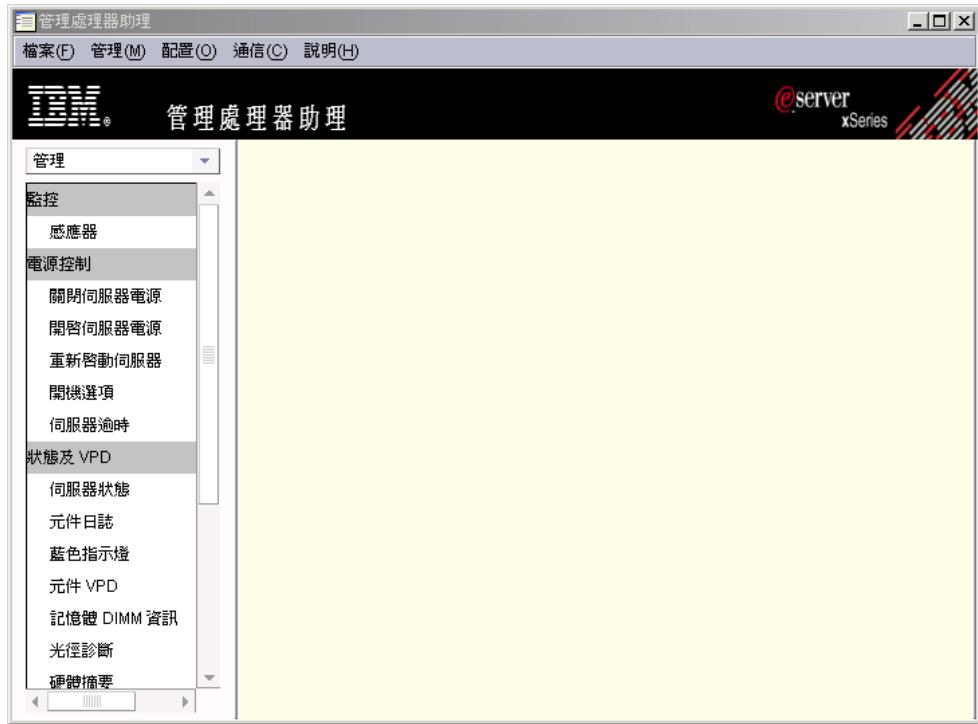 管理處理器助理
檔案(F) 管理(M) 配置(O) 通信(C) 說明(H)
IBM® 管理處理器助理
eserver
xSeries
管理
監控
感應器
電源控制
關閉伺服器電源
開啓伺服器電源
重新啓動伺服器
開機選項
伺服器逾時
狀態及 VPD
伺服器狀態
元件日誌
藍色指示燈
元件 VPD
記憶體 DIMM 資訊
光徑診斷
硬體摘要